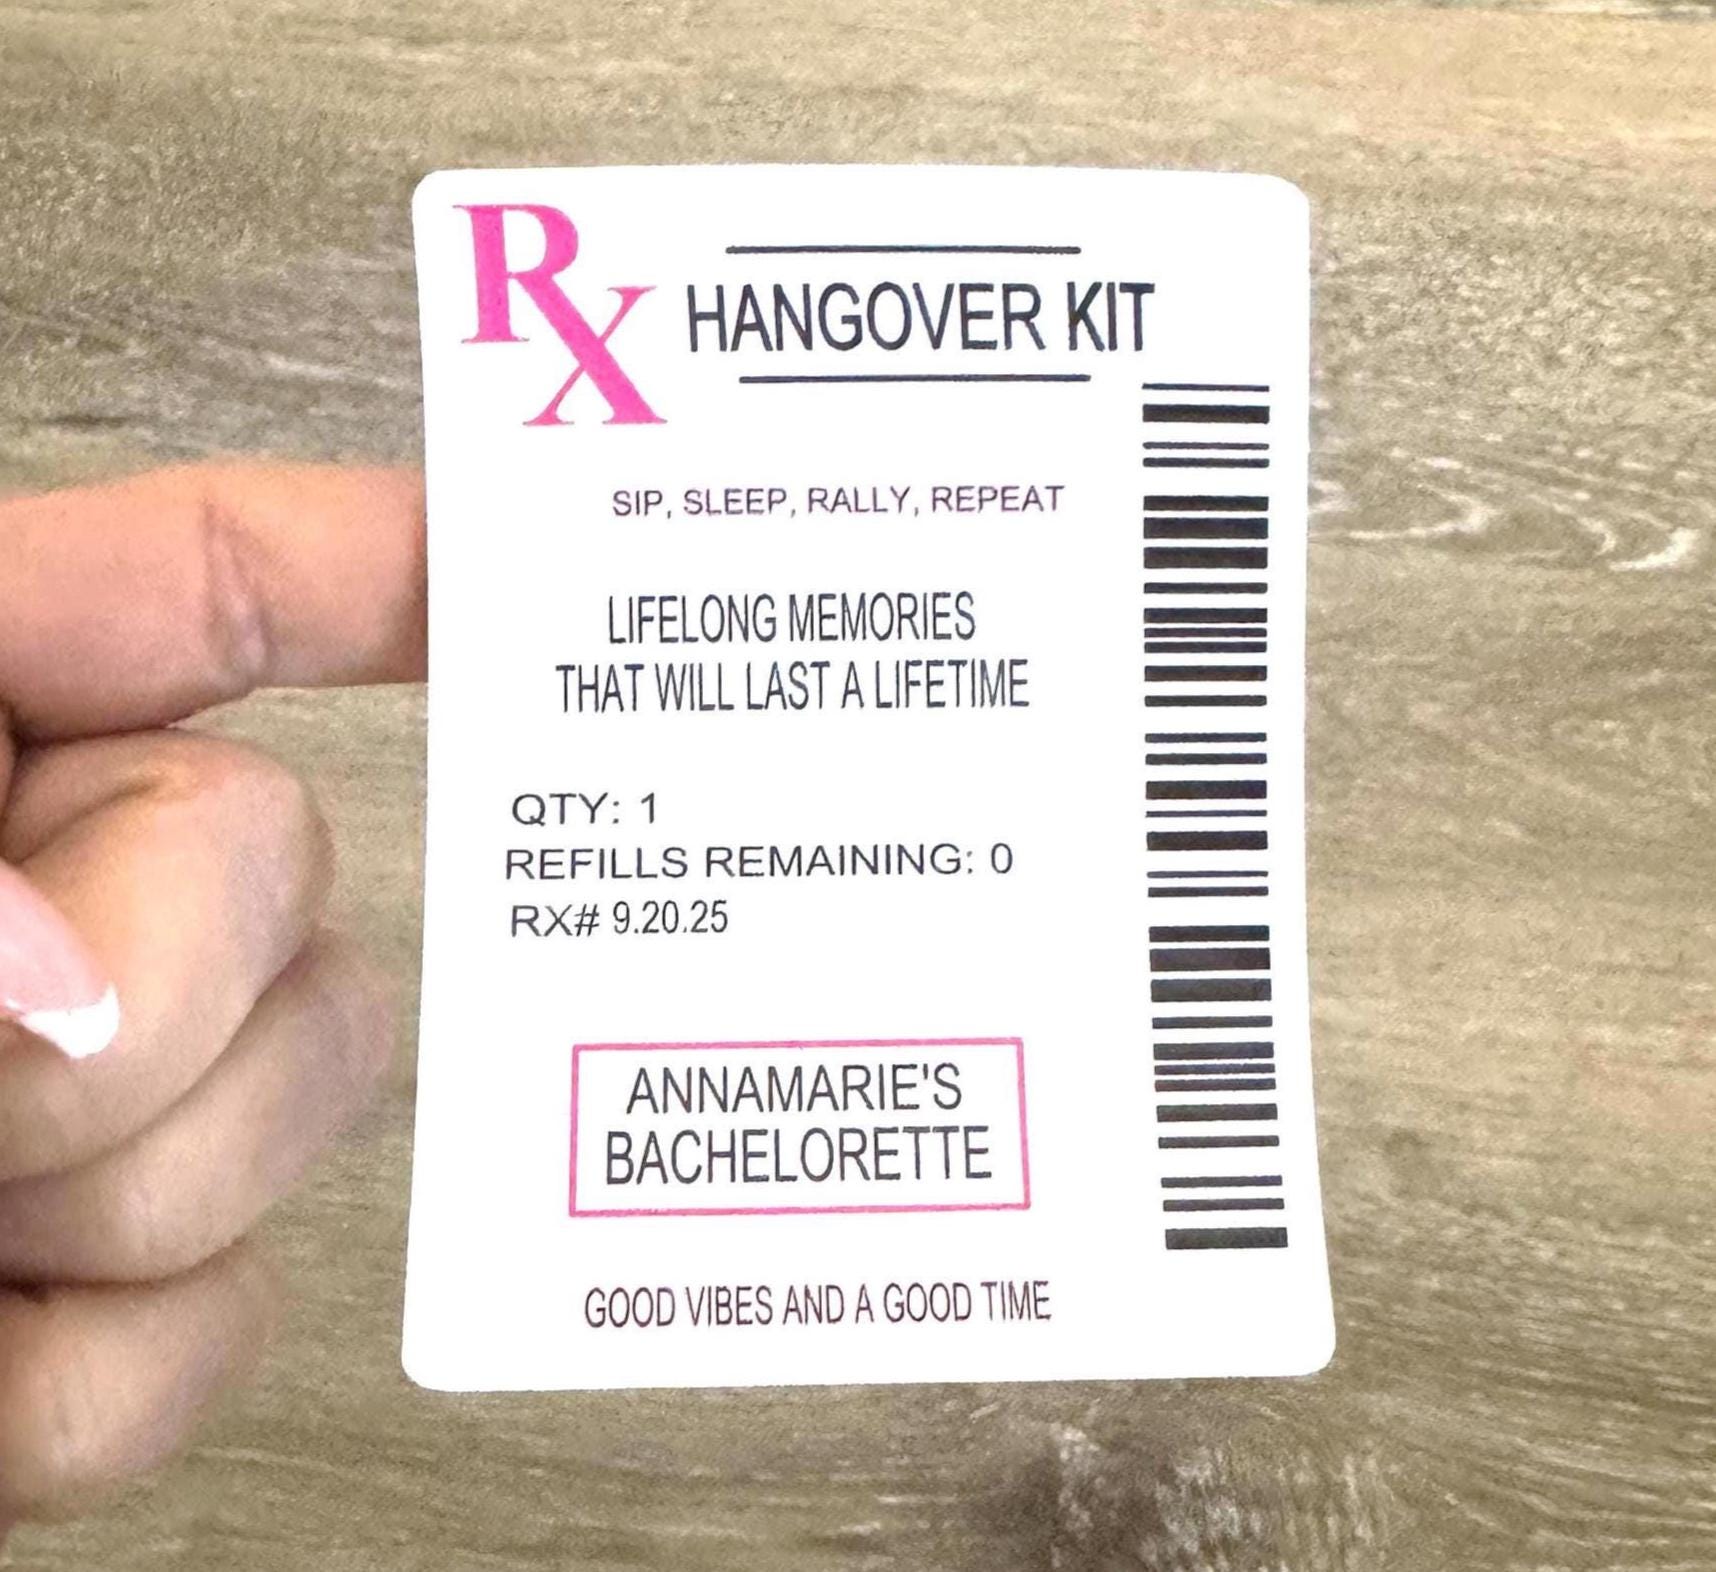 RX
HANGOVER KIT
SIP, SLEEP, RALLY, REPEAT
LIFELONG MEMORIES
THAT WILL LAST A LIFETIME
QTY: 1
REFILLS REMAINING: 0
RX# 9.20.25
ANNAMARIE'S
BACHELORETTE
GOOD VIBES AND A GOOD TIME